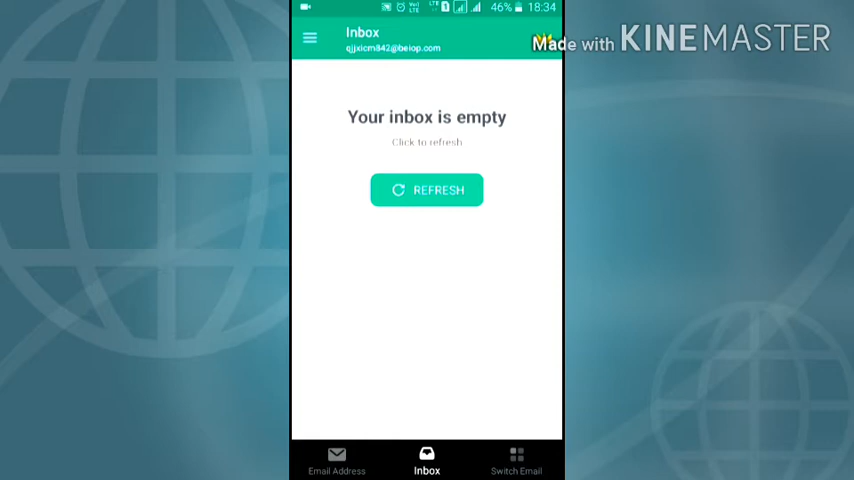 46% 18:34
Inbox
qjjxicm842@beiop.com
Made with KINEMASTER
Your inbox is empty
Click to refresh
REFRESH
Email Address
Inbox
Switch Email